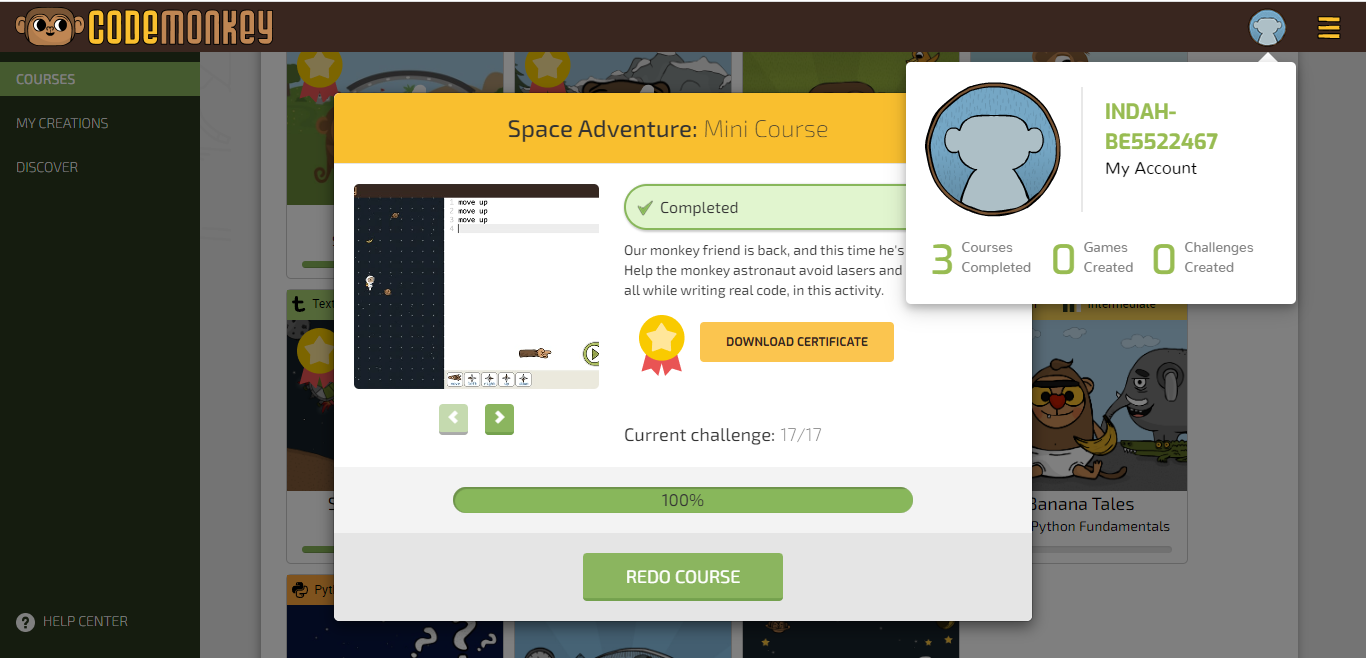 CODEMONKEY
COURSES
MY CREATIONS
DISCOVER
HELP CENTER
Space Adventure: Mini Course
1 move up
2 move up
3 move up
4
Completed
Our monkey friend is back, and this time he's
Help the monkey astronaut avoid lasers and
all while writing real code, in this activity.
DOWNLOAD CERTIFICATE
Current challenge: 17/17
100%
REDO COURSE
INDAH-
BE5522467
My Account
3 Courses Completed
0 Games Created
0 Challenges Created
Intermediate
Banana Tales
Python Fundamentals